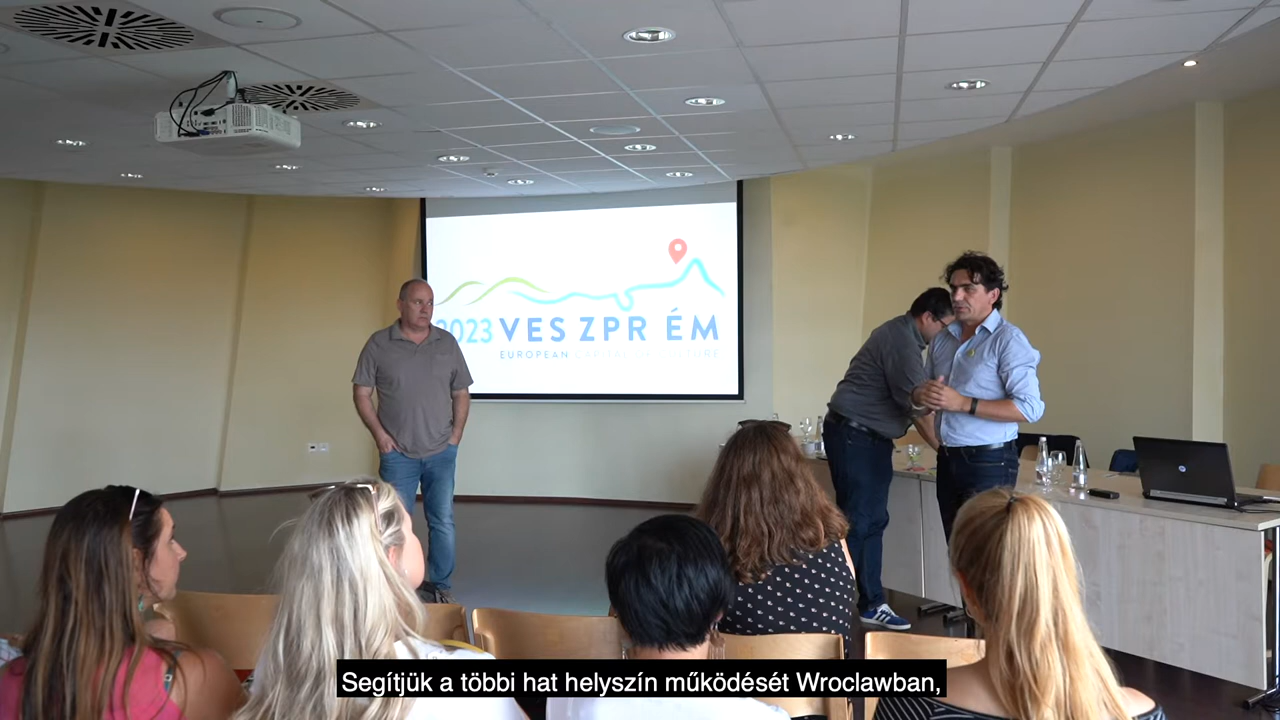 2023 VESZPRÉM
EUROPEAN CAPITAL OF CULTURE
Segítjük a többi hat helyszín működését Wroclawban,